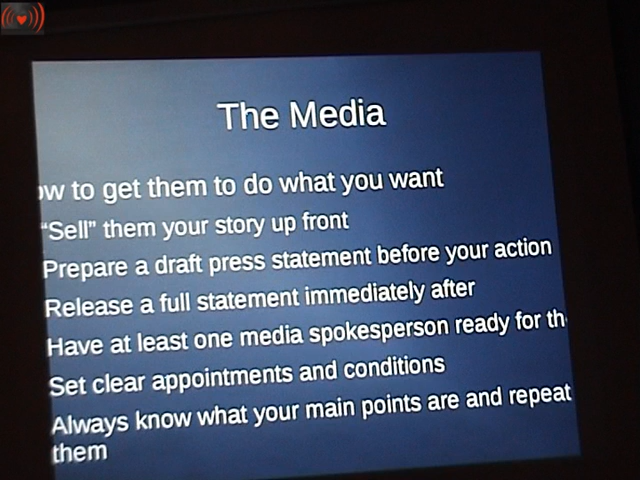 The Media
ow to get them to do what you want
“Sell” them your story up front
Prepare a draft press statement before your action
Release a full statement immediately after
Have at least one media spokesperson ready for th
Set clear appointments and conditions
Always know what your main points are and repeat
them